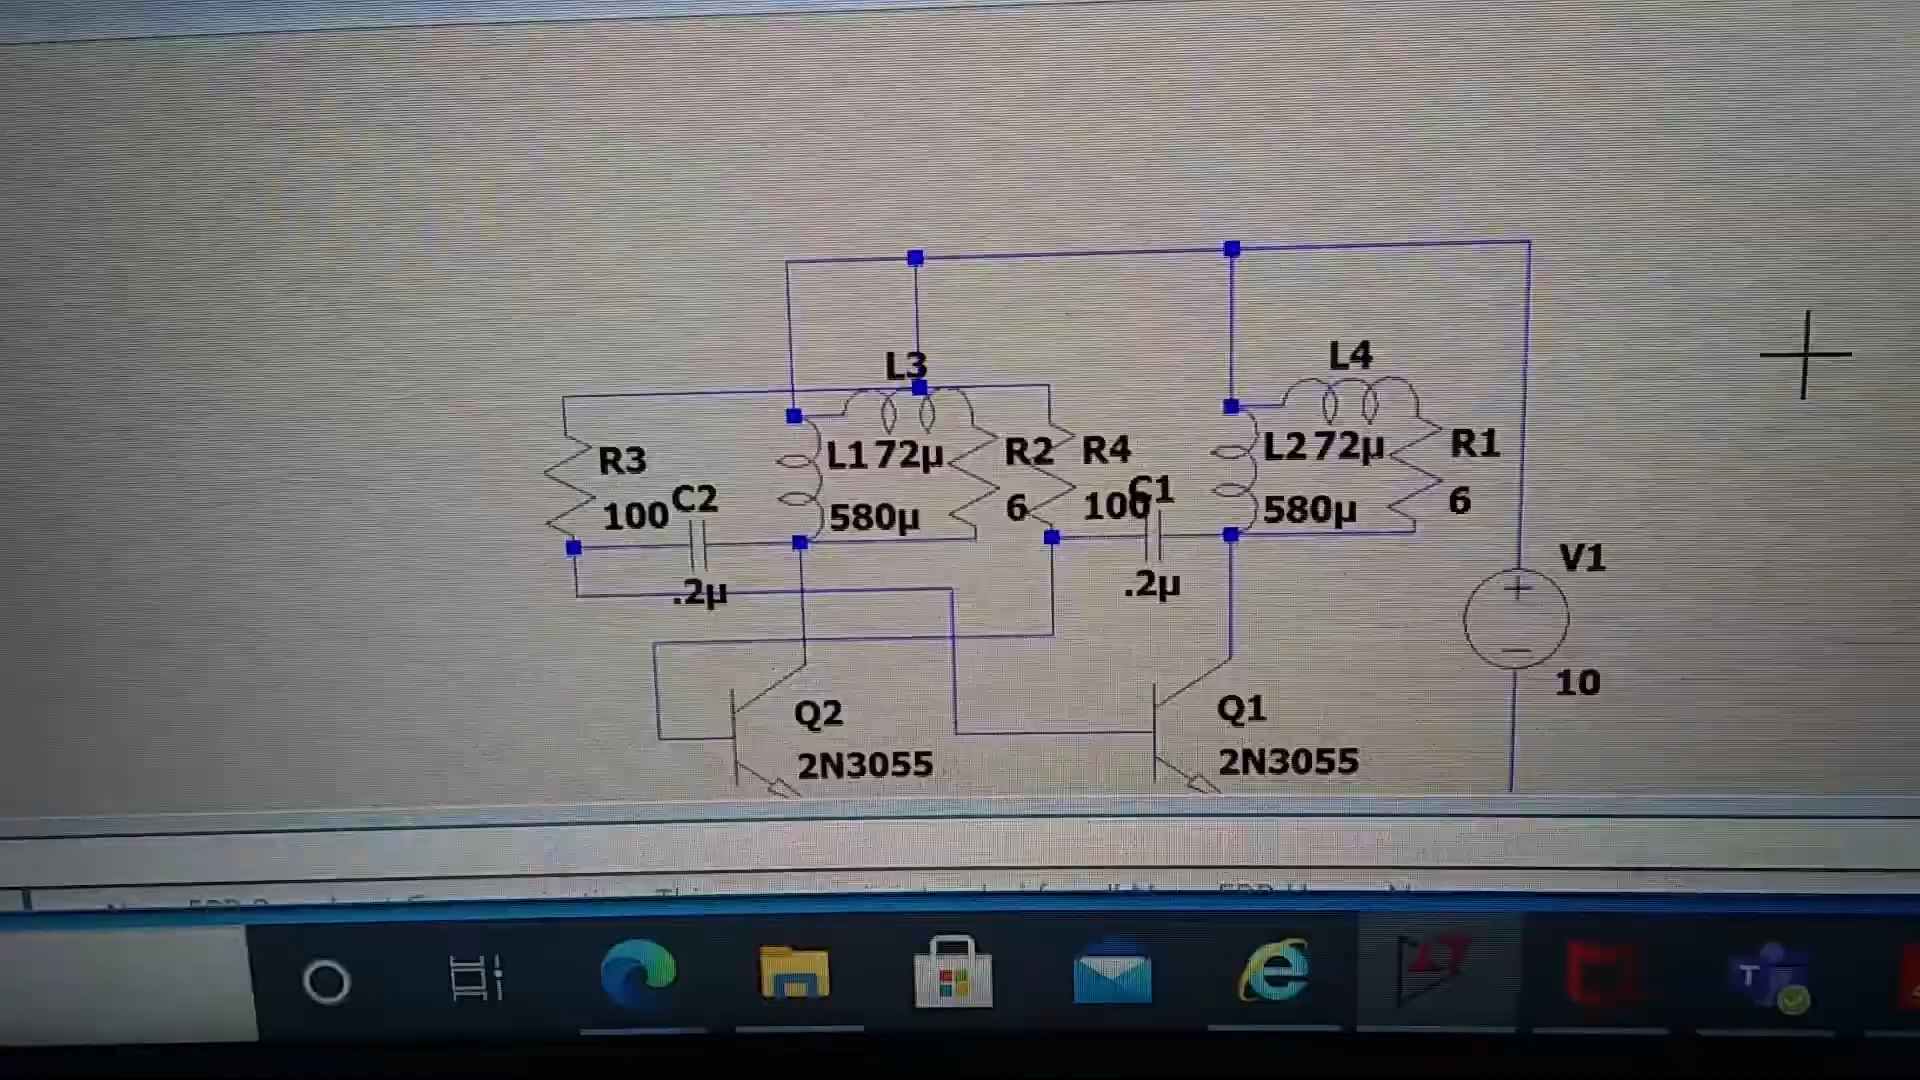 L3
L4
R3
100
C2
.2µ
L1
72µ
580µ
R2
6
R4
100
C1
.2µ
L2
72µ
580µ
R1
6
V1
+
10
Q2
2N3055
Q1
2N3055
T